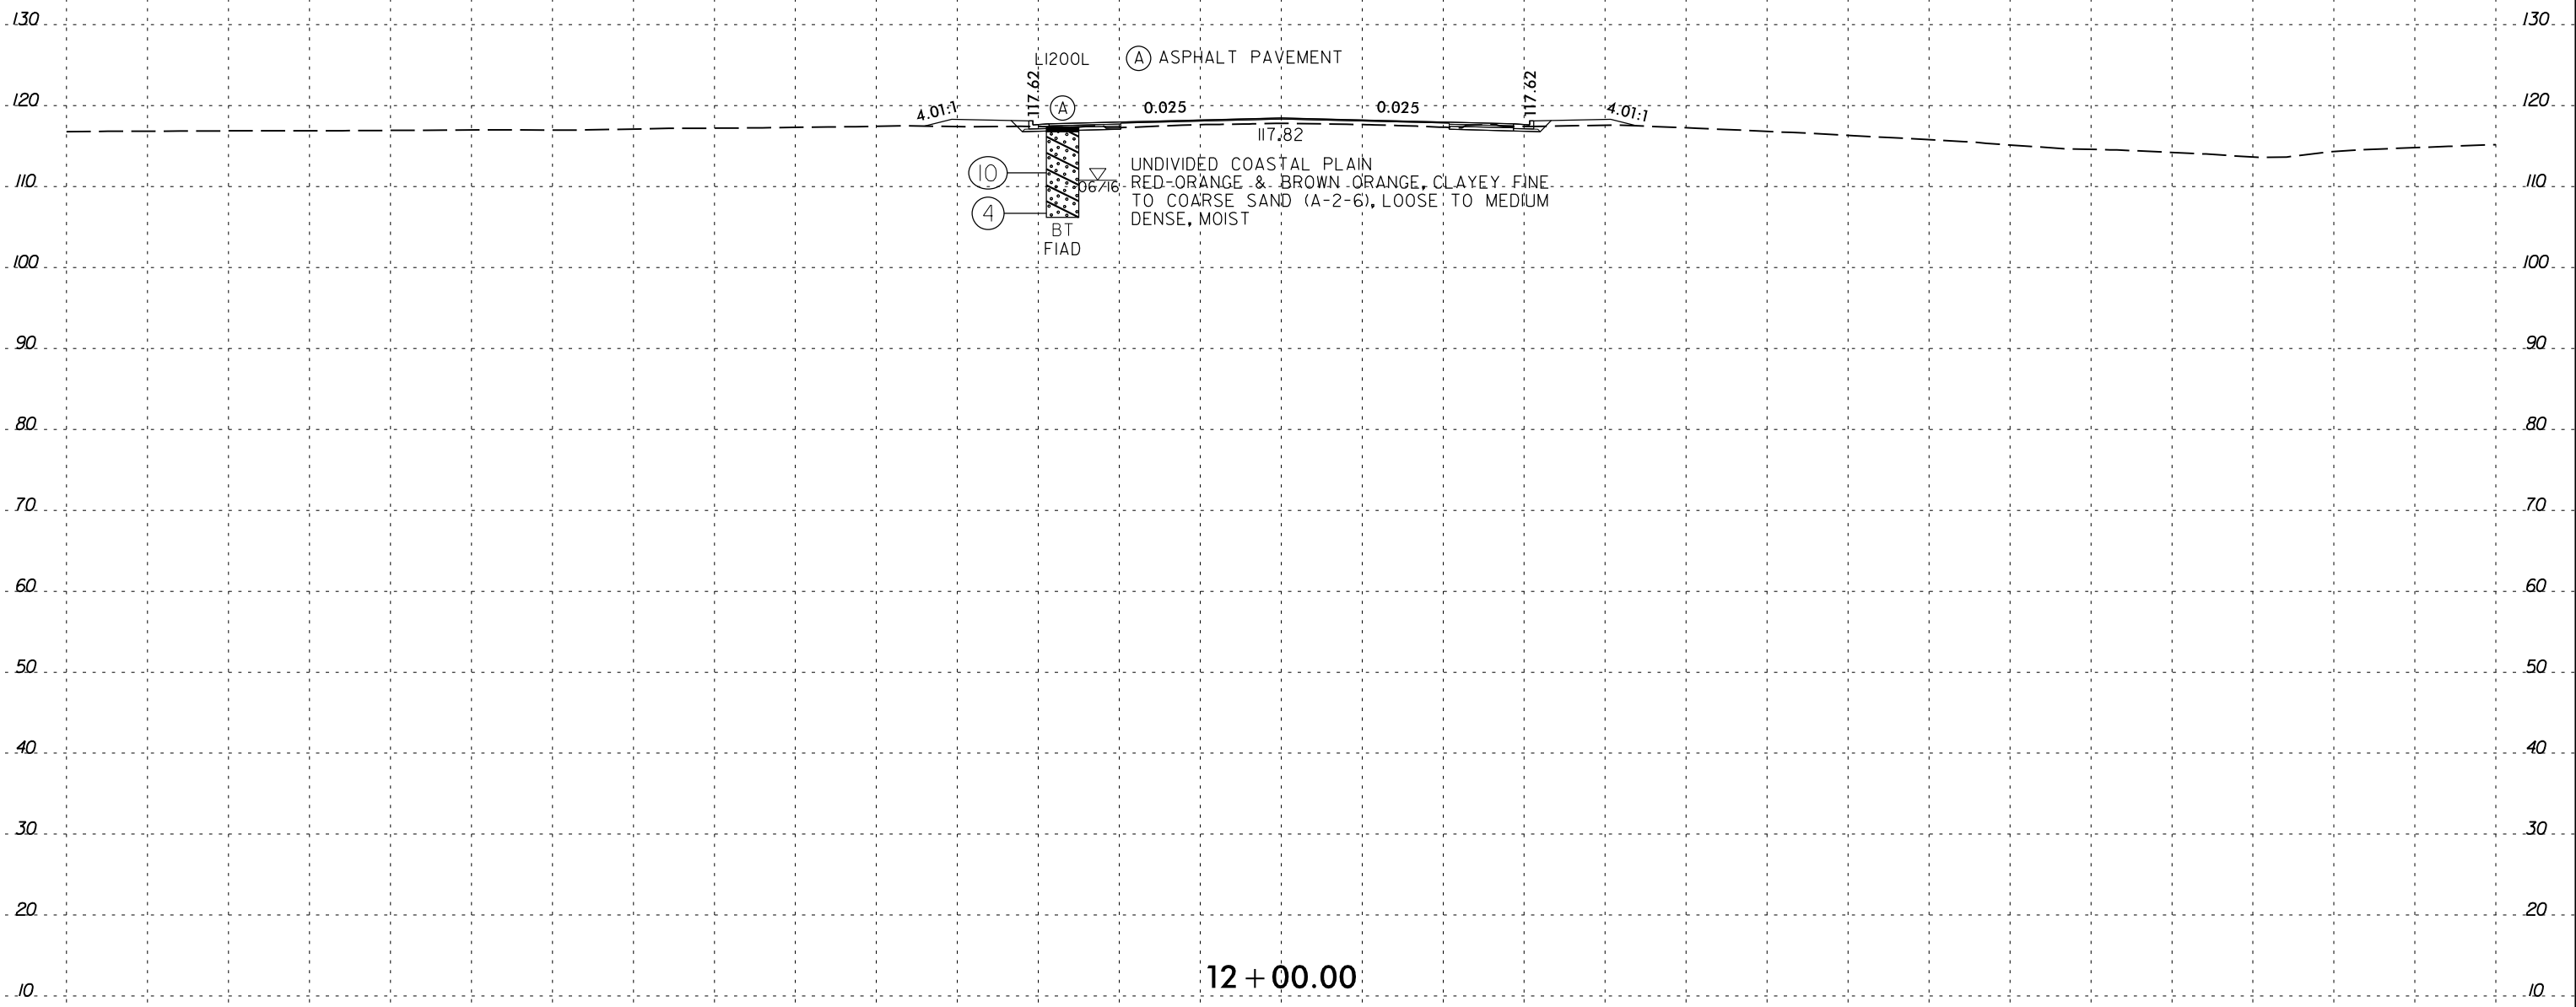 130 130
L1200L A ASPHALT PAVEMENT
117.62 117.62
120 4.01:1 A 0.025 0.025 4.01:1 120
117.82
UNDIVIDED COASTAL PLAIN
10 RED-ORANGE & BROWN ORANGE, CLAYEY FINE
110 06/16 110
TO COARSE SAND (A-2-6), LOOSE TO MEDIUM
4 DENSE, MOIST
BT
FIAD
100 100
90 90
80 80
70 70
60 60
50 50
40 40
30 30
20 20
12+00.00
10 10